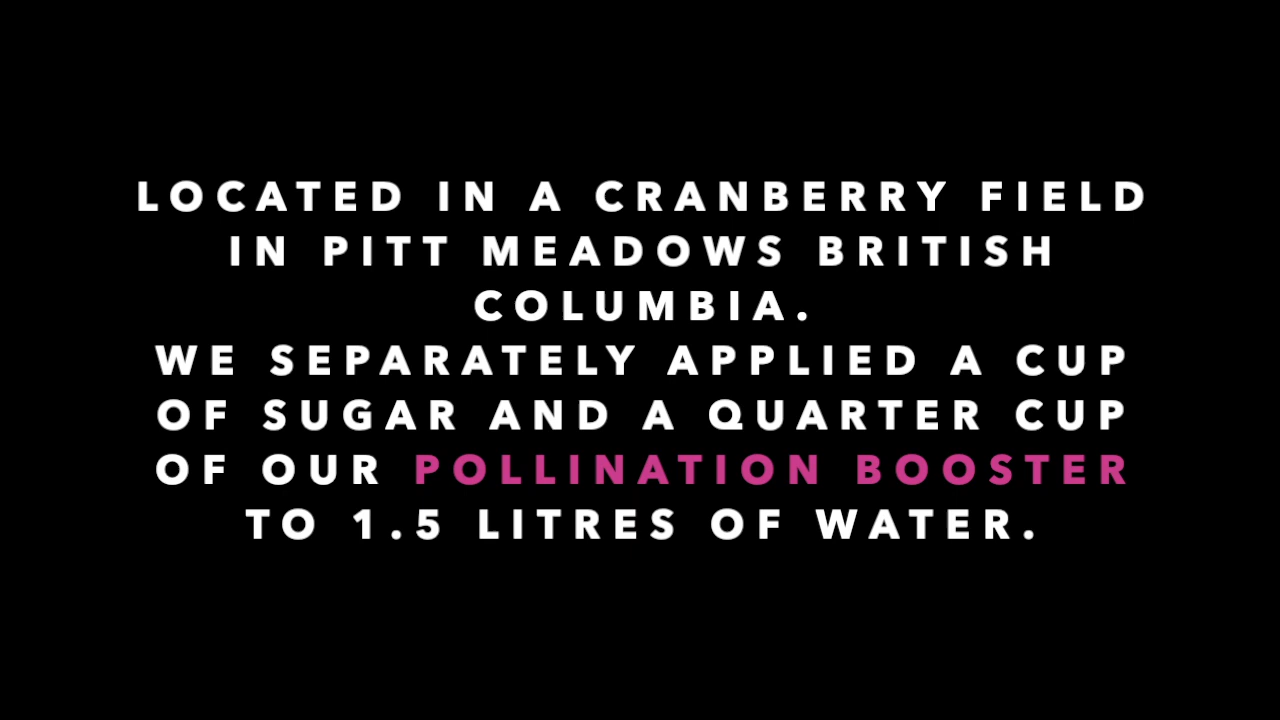 LOCATED IN A CRANBERRY FIELD
IN PITT MEADOWS BRITISH
COLUMBIA.
WE SEPARATELY APPLIED A CUP
OF SUGAR AND A QUARTER CUP
OF OUR POLLINATION BOOSTER
TO 1.5 LITRES OF WATER.